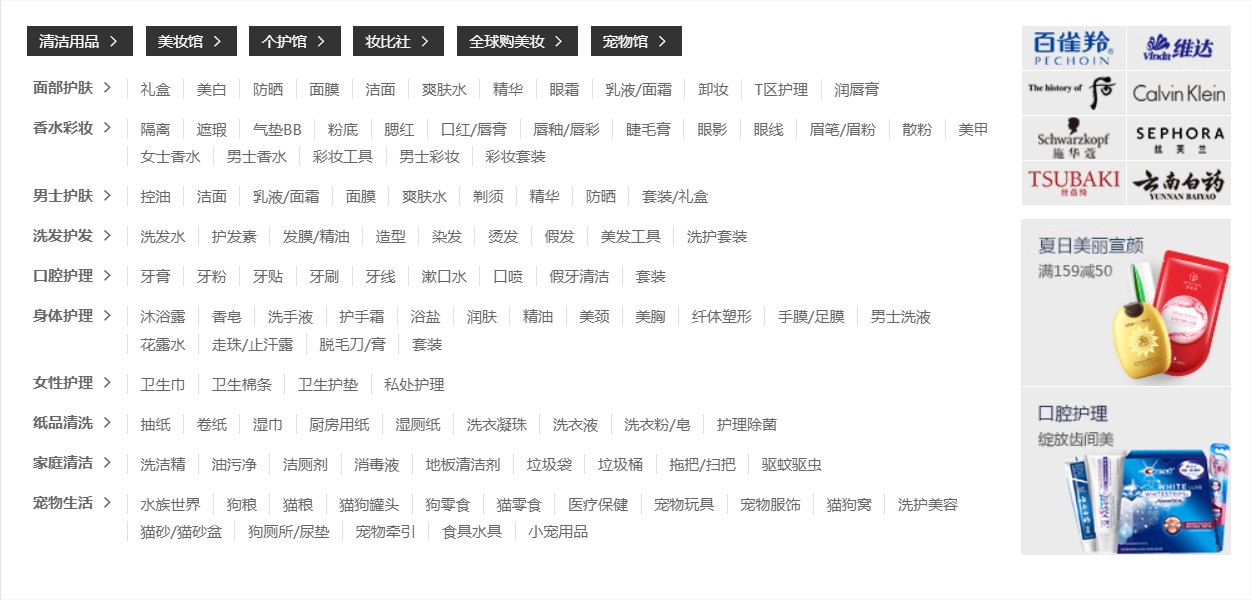 清洁用品 > 美妆馆 > 个护馆 > 妆比社 > 全球购美妆 > 宠物馆 >
面部护肤 > 礼盒 美白 防晒 面膜 洁面 爽肤水 精华 眼霜 乳液/面霜 卸妆 T区护理 润唇膏
香水彩妆 > 隔离 遮瑕 气垫BB 粉底 腮红 口红/唇膏 唇釉/唇彩 睫毛膏 眼影 眼线 眉笔/眉粉 散粉 美甲
女士香水 男士香水 彩妆工具 男士彩妆 彩妆套装
男士护肤 > 控油 洁面 乳液/面霜 面膜 爽肤水 剃须 精华 防晒 套装/礼盒
洗发护发 > 洗发水 护发素 发膜/精油 造型 染发 烫发 假发 美发工具 洗护套装
口腔护理 > 牙膏 牙粉 牙贴 牙刷 牙线 漱口水 口喷 假牙清洁 套装
身体护理 > 沐浴露 香皂 洗手液 护手霜 浴盐 润肤 精油 美颈 美胸 纤体塑形 手膜/足膜 男士洗液
花露水 走珠/止汗露 脱毛刀/膏 套装
女性护理 > 卫生巾 卫生棉条 卫生护垫 私处护理
纸品清洗 > 抽纸 卷纸 湿巾 厨房用纸 湿厕纸 洗衣凝珠 洗衣液 洗衣粉/皂 护理除菌
家庭清洁 > 洗洁精 油污净 洁厕剂 消毒液 地板清洁剂 垃圾袋 垃圾桶 拖把/扫把 驱蚊驱虫
宠物生活 > 水族世界 狗粮 猫粮 猫狗罐头 狗零食 猫零食 医疗保健 宠物玩具 宠物服饰 猫狗窝 洗护美容
猫砂/猫砂盆 狗厕所/尿垫 宠物牵引 食具水具 小宠用品
百雀羚®
PECHOIN
Vinda 维达
The history of 后
Calvin Klein
Schwarzkopf
施华蔻
SEPHORA
丝芙兰
TSUBAKI
丝蓓绮
云南白药
YUNNAN BAIYAO
夏日美丽宣颜
满159减50
口腔护理
绽放齿间美
Crest
WHITE
WHITESTRIPS
云南白药